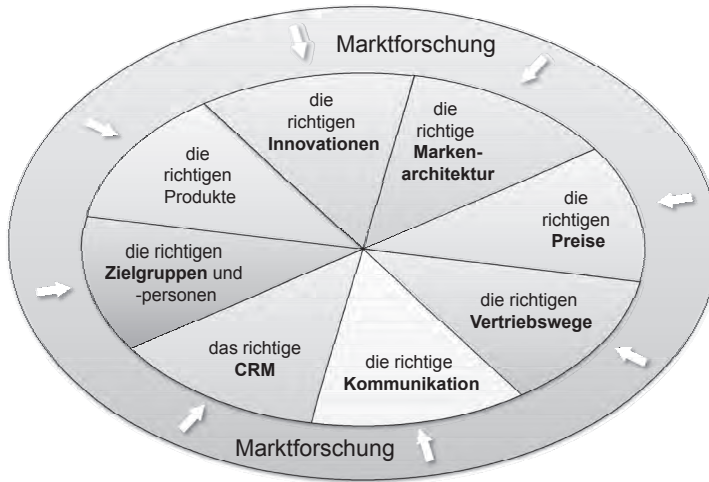 Marktforschung
die
richtigen
Innovationen
die
richtige
Marken-
architektur
die
richtigen
Produkte
die
richtigen
Preise
die richtigen
Zielgruppen und
-personen
die richtigen
Vertriebswege
das richtige
CRM
die richtige
Kommunikation
Marktforschung